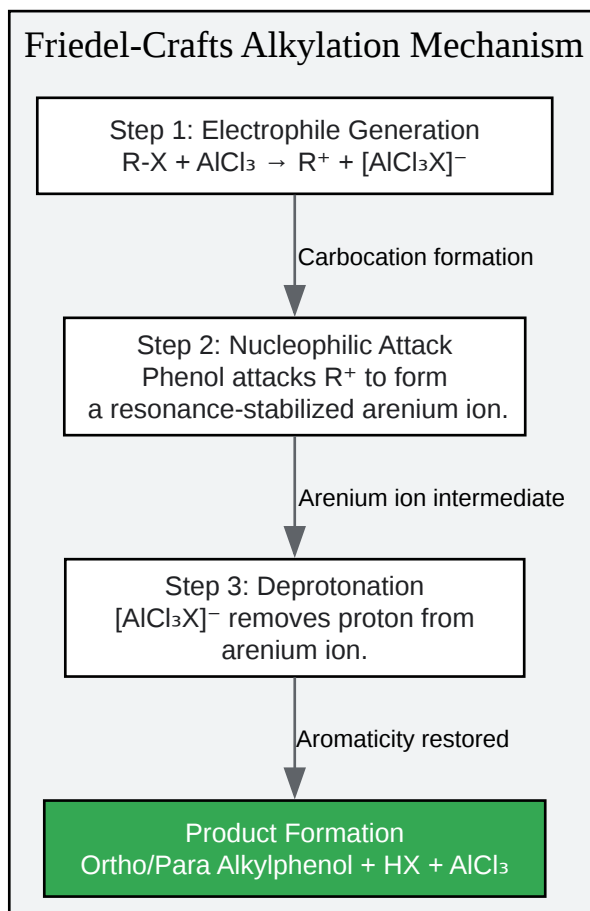 Friedel-Crafts Alkylation Mechanism
Step 1: Electrophile Generation
R-X + AlCl₃ → R⁺ + [AlCl₃X]⁻
Carbocation formation
Step 2: Nucleophilic Attack
Phenol attacks R⁺ to form
a resonance-stabilized arenium ion.
Arenium ion intermediate
Step 3: Deprotonation
[AlCl₃X]⁻ removes proton from
arenium ion.
Aromaticity restored
Product Formation
Ortho/Para Alkylphenol + HX + AlCl₃